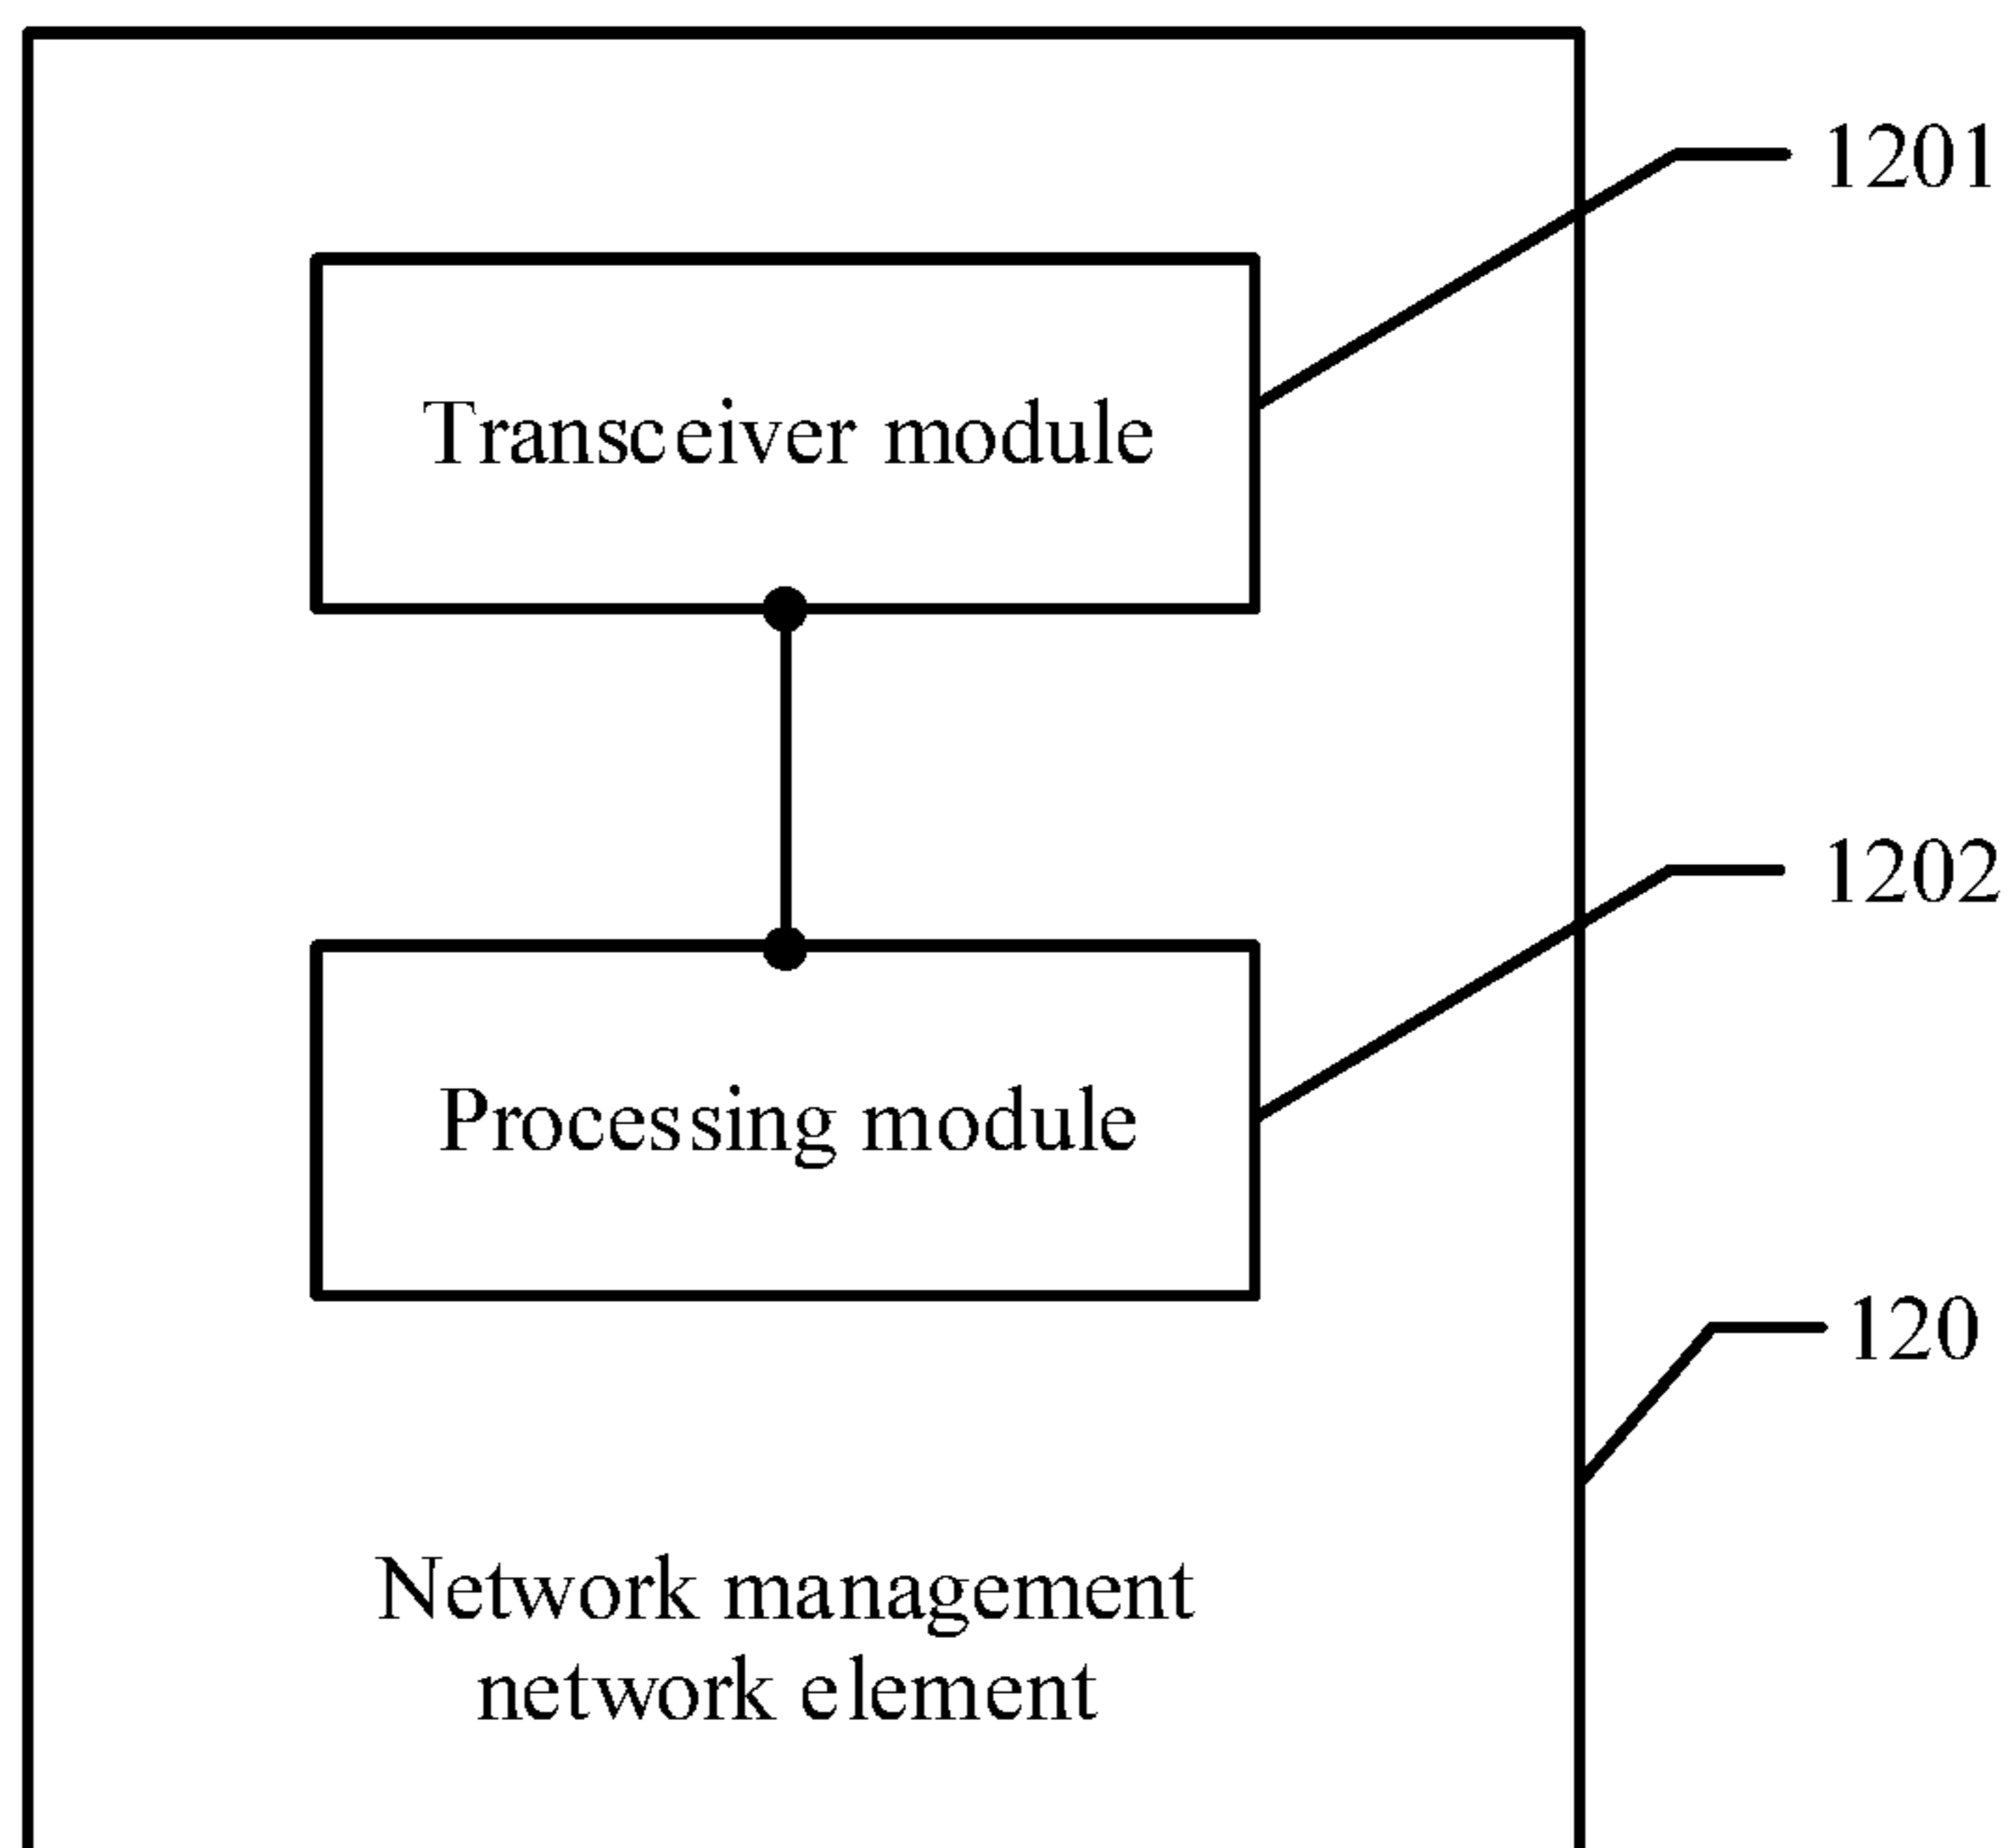 1201
Transceiver module
1202
Processing module
120
Network management
network element